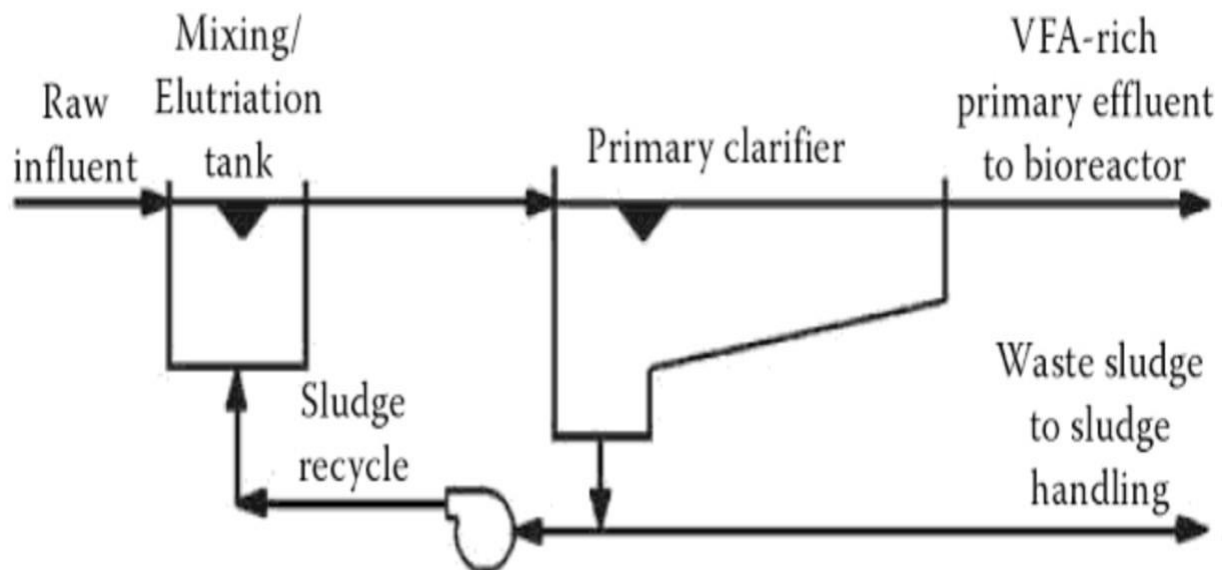 Raw
influent
Mixing/
Elutriation
tank
Primary clarifier
VFA-rich
primary effluent
to bioreactor
Sludge
recycle
Waste sludge
to sludge
handling